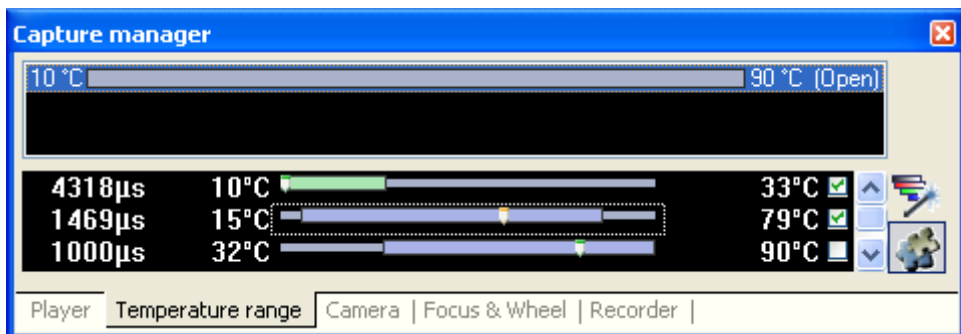 Capture manager
10 °C 90 °C (Open)
4318µs 10°C 33°C
1469µs 15°C 79°C
1000µs 32°C 90°C
Player Temperature range Camera | Focus & Wheel | Recorder |